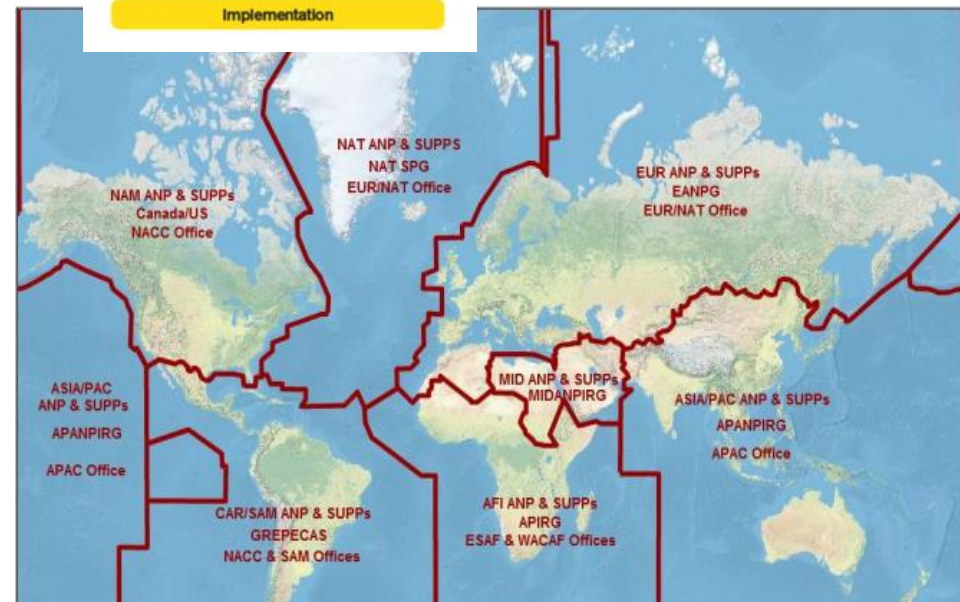 Implementation
NAT ANP & SUPPS
NAT SPG
EUR/NAT Office
EUR ANP & SUPPs
EANPG
EUR/NAT Office
NAM ANP & SUPPs
Canada/US
NACC Office
MID ANP & SUPPs
MIDANPIRG
ASIA/PAC
ANP & SUPPs
APANPIRG
APAC Office
ASIA/PAC ANP & SUPPs
APANPIRG
APAC Office
CAR/SAM ANP & SUPPs
GREPECAS
NACC & SAM Offices
AFI ANP & SUPPs
APIRG
ESAF & WACAF Offices